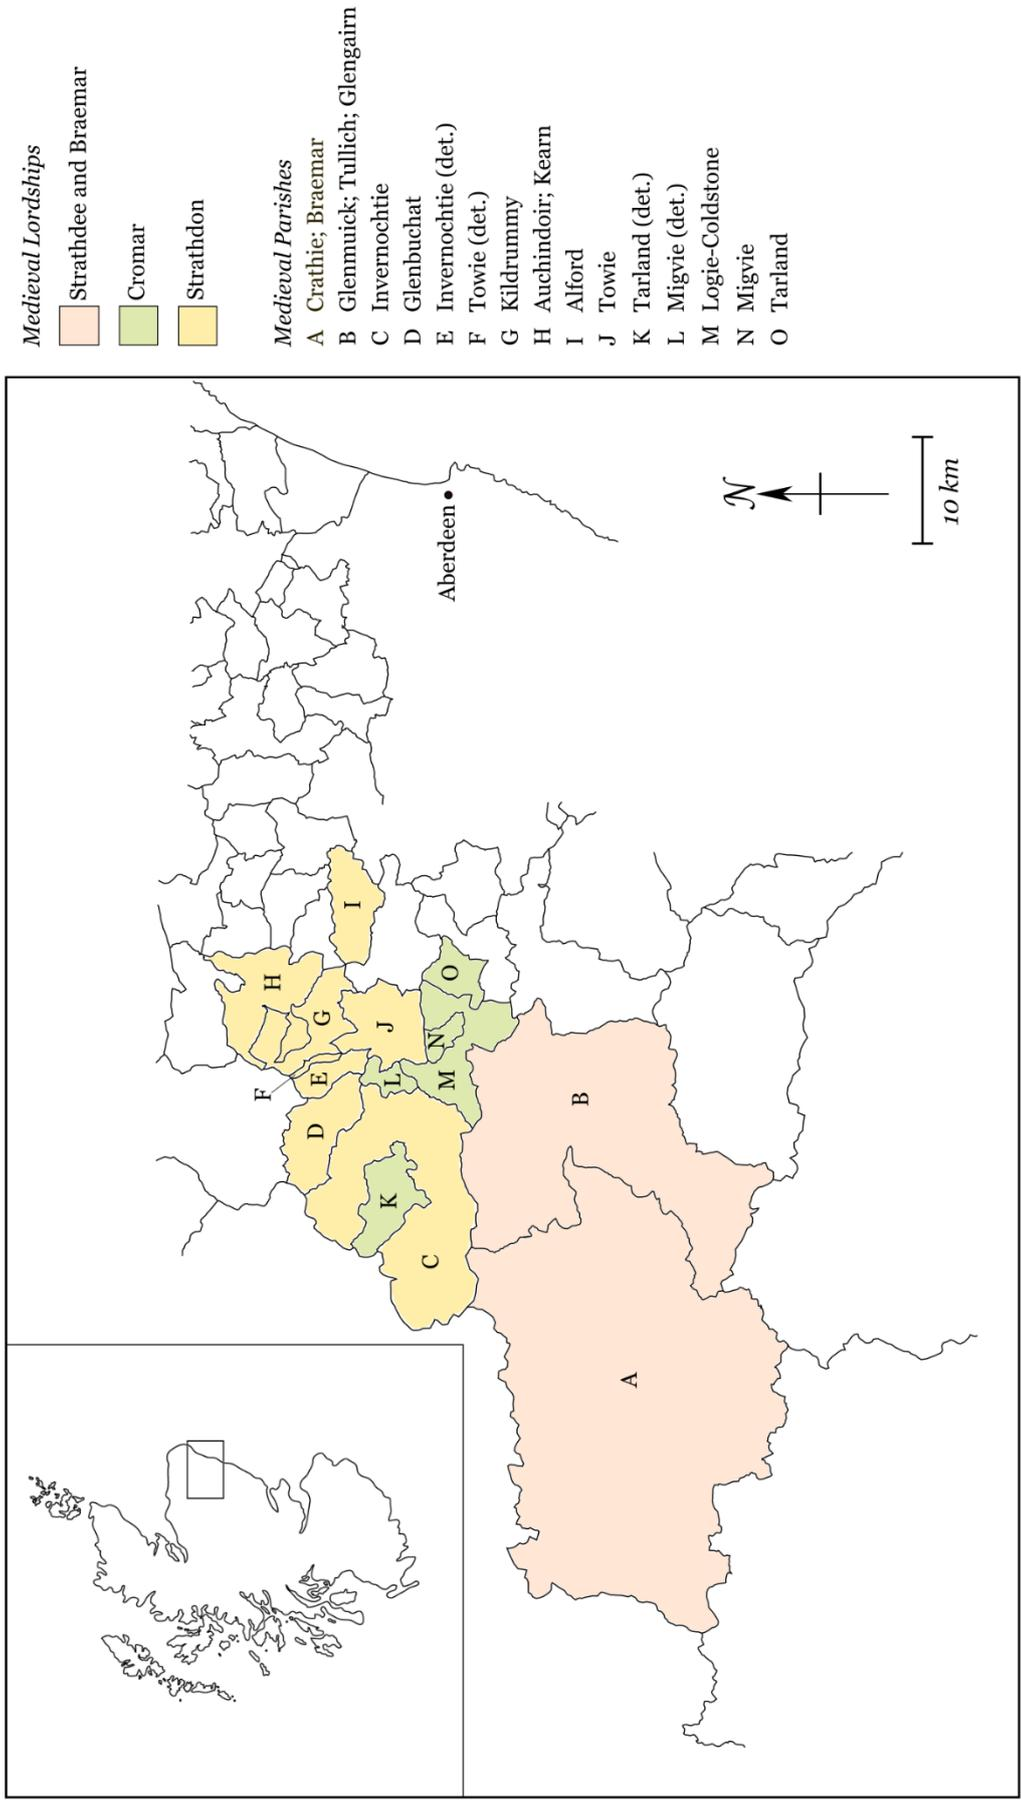 Medieval Lordships
Strathdee and Braemar
Cromar
Strathdon
Medieval Parishes
A Crathie; Braemar
B Glenmuick; Tullich; Glengairn
C Invernochtie
D Glenbuchat
E Invernochtie (det.)
F Towie (det.)
G Kildrummy
H Auchindoir; Kearn
I Alford
J Towie
K Tarland (det.)
L Migvie (det.)
M Logie-Coldstone
N Migvie
O Tarland
H
F
G
E
D
I
J
L
K
N
O
M
C
B
A
Aberdeen
N
10 km